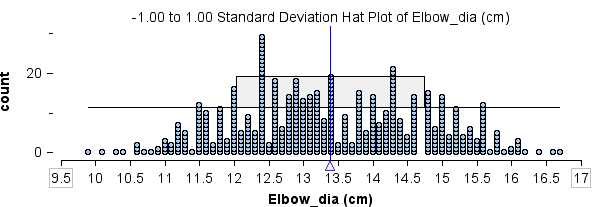 -1.00 to 1.00 Standard Deviation Hat Plot of Elbow_dia (cm)
count
20
0
9.5 10 10.5 11 11.5 12 12.5 13 13.5 14 14.5 15 15.5 16 16.5 17
Elbow_dia (cm)